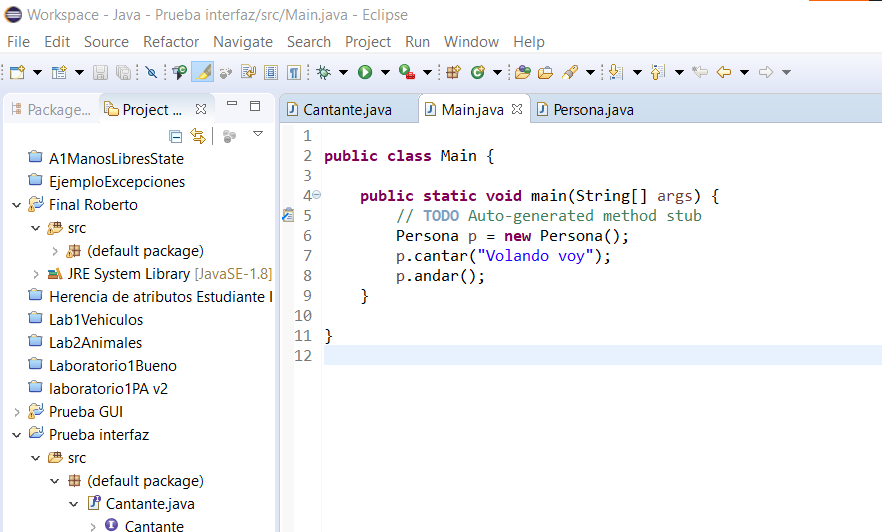 Workspace - Java - Prueba interfaz/src/Main.java - Eclipse
File Edit Source Refactor Navigate Search Project Run Window Help
Package... Project ...
A1ManosLibresState
EjemploExcepciones
Final Roberto
src
(default package)
JRE System Library [JavaSE-1.8]
Herencia de atributos Estudiante I
Lab1Vehiculos
Lab2Animales
Laboratorio1Bueno
laboratorio1PA v2
Prueba GUI
Prueba interfaz
src
(default package)
Cantante.java
Cantante
Cantante.java Main.java Persona.java
1
2 public class Main {
3
4 public static void main(String[] args) {
5 // TODO Auto-generated method stub
6 Persona p = new Persona();
7 p.cantar("Volando voy");
8 p.andar();
9 }
10
11 }
12